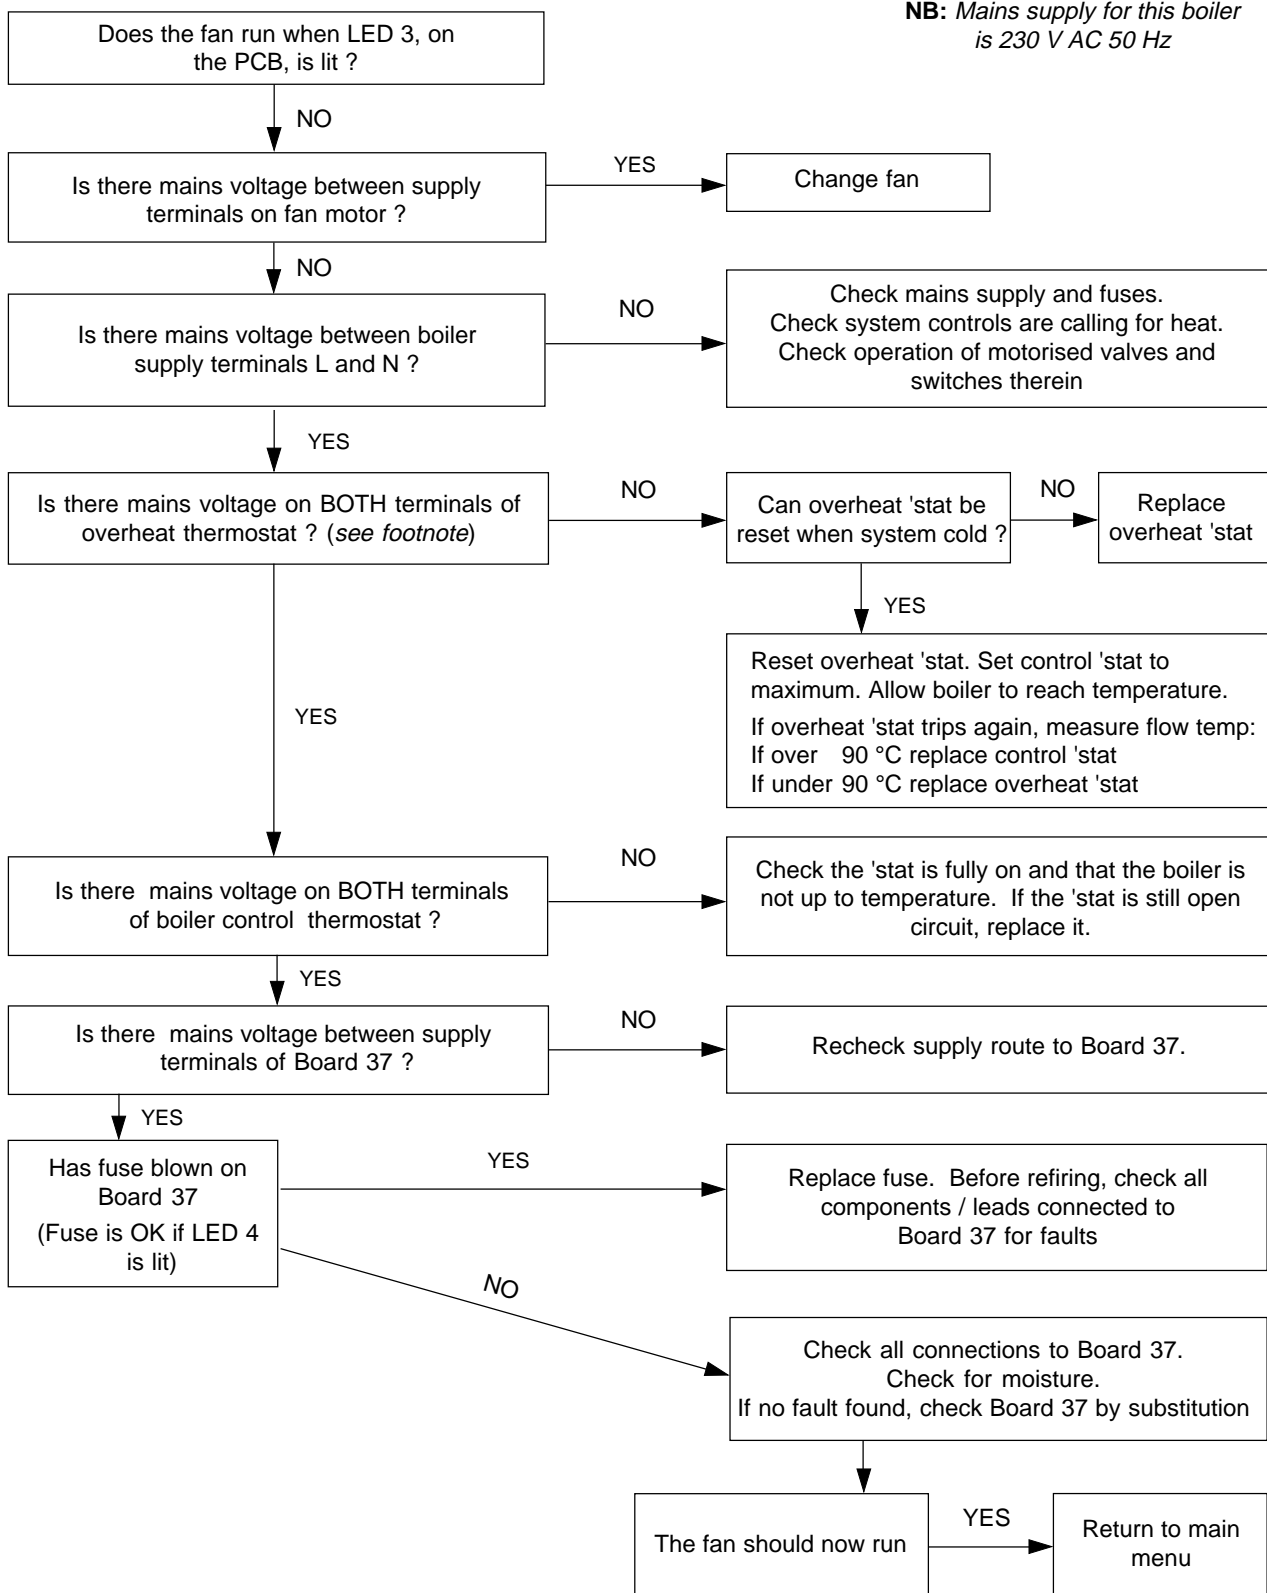 NB: Mains supply for this boiler
is 230 V AC 50 Hz
Does the fan run when LED 3, on
the PCB, is lit ?
NO
Is there mains voltage between supply
terminals on fan motor ?
YES
Change fan
NO
Is there mains voltage between boiler
supply terminals L and N ?
NO
Check mains supply and fuses.
Check system controls are calling for heat.
Check operation of motorised valves and
switches therein
YES
Is there mains voltage on BOTH terminals of
overheat thermostat ? (see footnote)
NO
Can overheat 'stat be
reset when system cold ?
NO
Replace
overheat 'stat
YES
Reset overheat 'stat. Set control 'stat to
maximum. Allow boiler to reach temperature.
If overheat 'stat trips again, measure flow temp:
If over 90 °C replace control 'stat
If under 90 °C replace overheat 'stat
YES
Is there mains voltage on BOTH terminals
of boiler control thermostat ?
NO
Check the 'stat is fully on and that the boiler is
not up to temperature. If the 'stat is still open
circuit, replace it.
YES
Is there mains voltage between supply
terminals of Board 37 ?
NO
Recheck supply route to Board 37.
YES
Has fuse blown on
Board 37
(Fuse is OK if LED 4
is lit)
YES
Replace fuse. Before refiring, check all
components / leads connected to
Board 37 for faults
NO
Check all connections to Board 37.
Check for moisture.
If no fault found, check Board 37 by substitution
The fan should now run
YES
Return to main
menu